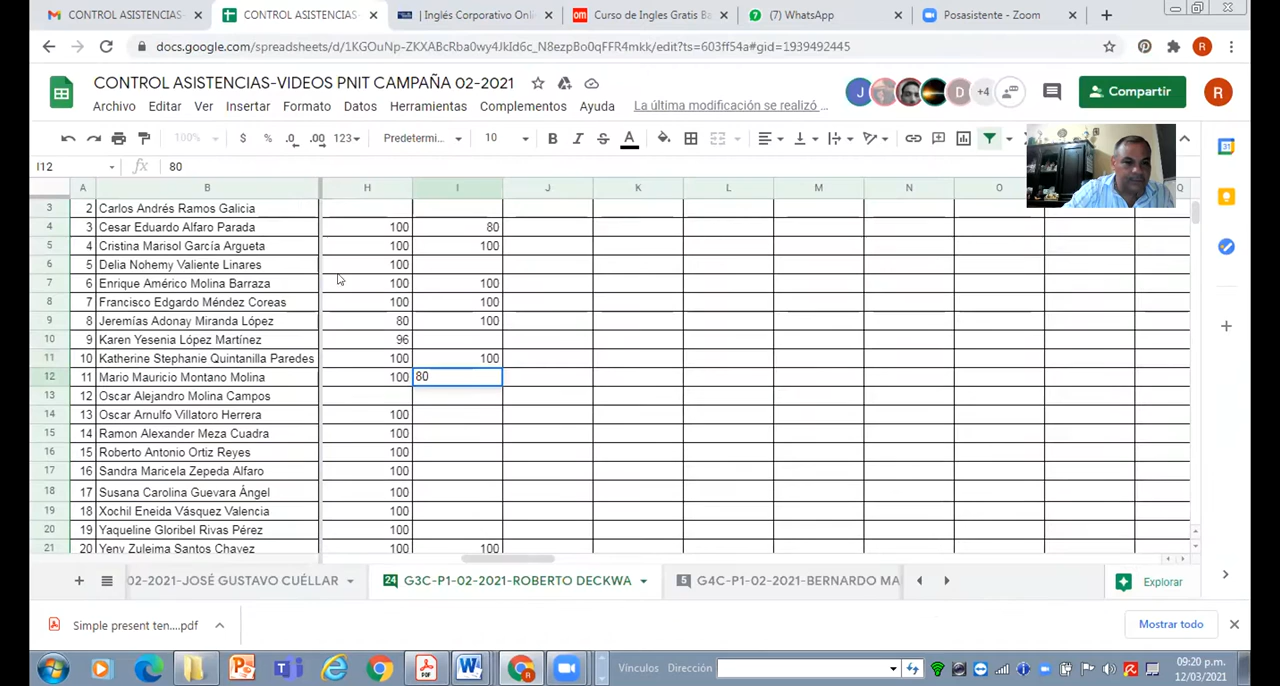 CONTROL ASISTENCIAS-V
CONTROL ASISTENCIAS-
| Inglés Corporativo Onli
Curso de Ingles Gratis Ba
(7) WhatsApp
Posasistente - Zoom
docs.google.com/spreadsheets/d/1KGOuNp-ZKXABcRba0wy4JkId6c_N8ezpBo0qFFR4mkk/edit?ts=603ff54a#gid=1939492445
CONTROL ASISTENCIAS-VIDEOS PNIT CAMPAÑA 02-2021
J D +4 Compartir R
Archivo Editar Ver Insertar Formato Datos Herramientas Complementos Ayuda La última modificación se realizó ...
100% $ % .0 .00 123 Predetermi... 10 B I S A
I12 fx 80
A B H I J K L M N O Q
3 2 Carlos Andrés Ramos Galicia
4 3 Cesar Eduardo Alfaro Parada 100 80
5 4 Cristina Marisol García Argueta 100 100
6 5 Delia Nohemy Valiente Linares 100
7 6 Enrique Américo Molina Barraza 100 100
8 7 Francisco Edgardo Méndez Coreas 100 100
9 8 Jeremías Adonay Miranda López 80 100
10 9 Karen Yesenia López Martínez 96
11 10 Katherine Stephanie Quintanilla Paredes 100 100
12 11 Mario Mauricio Montano Molina 100 80
13 12 Oscar Alejandro Molina Campos
14 13 Oscar Arnulfo Villatoro Herrera 100
15 14 Ramon Alexander Meza Cuadra 100
16 15 Roberto Antonio Ortiz Reyes 100
17 16 Sandra Maricela Zepeda Alfaro 100
18 17 Susana Carolina Guevara Ángel 100
19 18 Xochil Eneida Vásquez Valencia 100
20 19 Yaqueline Gloribel Rivas Pérez 100
21 20 Yeny Zuleima Santos Chavez 100 100
02-2021-JOSÉ GUSTAVO CUÉLLAR 24 G3C-P1-02-2021-ROBERTO DECKWA 5 G4C-P1-02-2021-BERNARDO MA Explorar
Simple present ten....pdf Mostrar todo
Vínculos Dirección 09:20 p.m.
12/03/2021